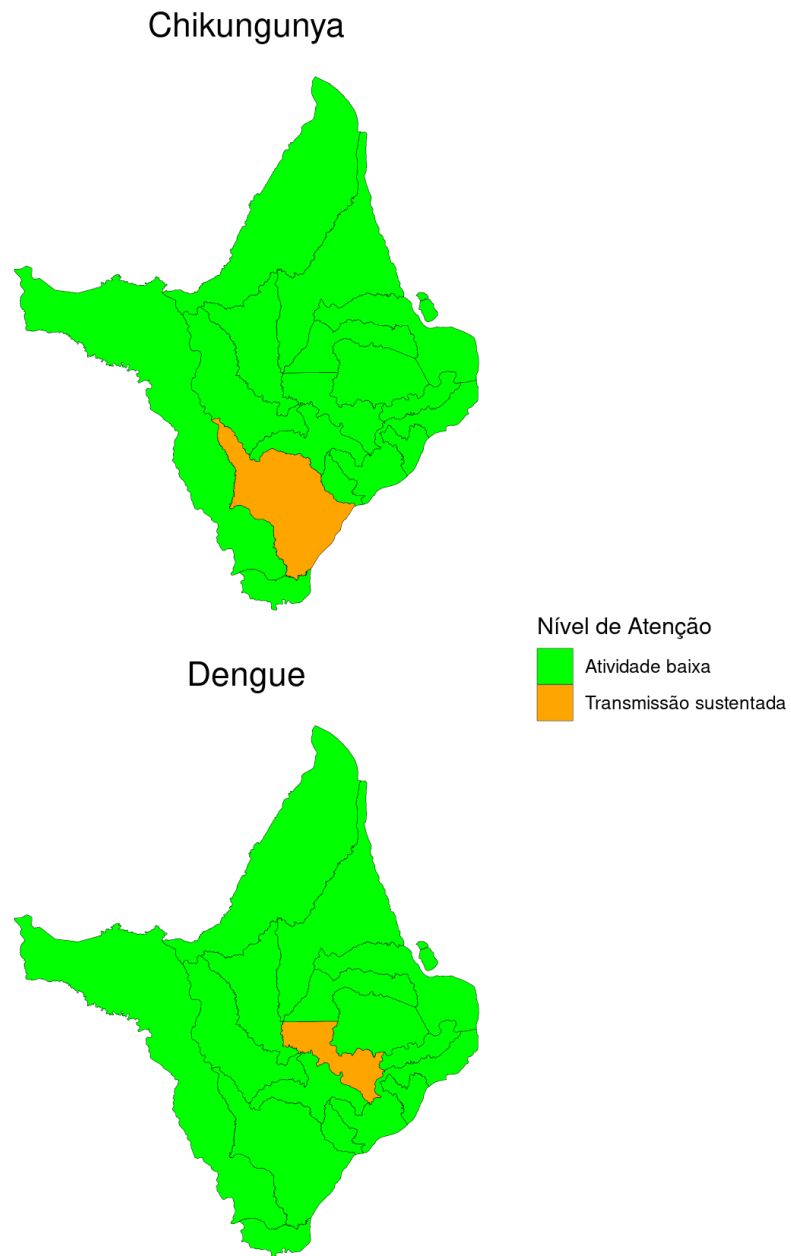 Chikungunya
Nível de Atenção
Atividade baixa
Transmissão sustentada
Dengue